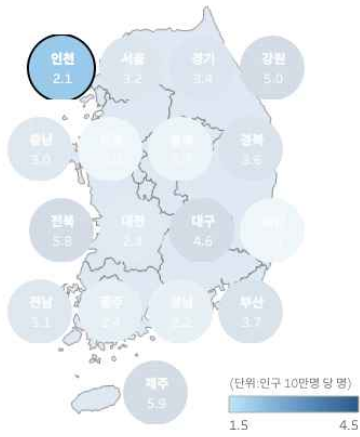 인천 서울 경기 강원
2.1 3.2 3.4 5.0
충남 경북
3.0 3.6
전북 대전 대구
5.8 2.3 4.6
전남 광주 경남 부산
3.1 2.2 3.7
제주
5.9
(단위:인구 10만명 당 명)
1.5 4.5